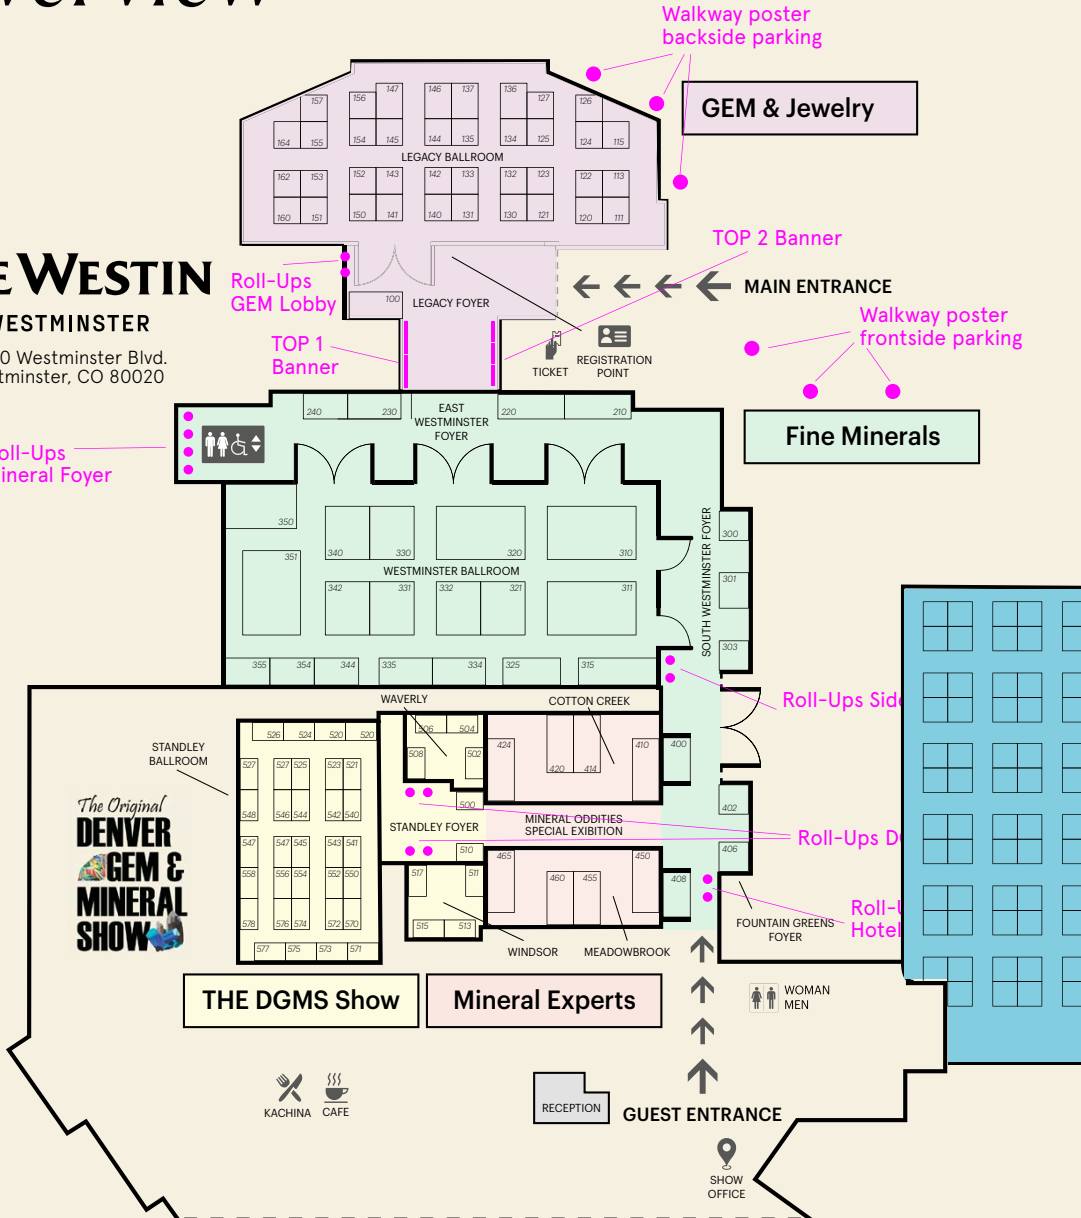 Walkway poster
backside parking
GEM & Jewelry
157
164 155
156 147
154 145
146 137
144 135
136 127
134 125
126
124 115
LEGACY BALLROOM
162 153
160 151
152 143
150 141
142 133
140 131
132 123
130 121
122 113
120 111
TOP 2 Banner
WESTIN
WESTMINSTER
Westminster Blvd.
CO 80020
Roll-Ups
GEM Lobby
100
LEGACY FOYER
MAIN ENTRANCE
Walkway poster
frontside parking
TOP 1
Banner
TICKET
REGISTRATION
POINT
Fine Minerals
240 230
EAST
WESTMINSTER
FOYER
220 210
Foyer
350
351
340 330
320
310
WESTMINSTER BALLROOM
342 331
332 321
311
SOUTH WESTMINSTER FOYER
300
301
303
355 354 344
335 334
325
315
Roll-Ups
WAVERLY
COTTON CREEK
STANDLEY
BALLROOM
526 524 520 520
506 504
508 502
424
420 414
410
400
527 527 525 523 521
548 546 544 542 540
500
402
STANDLEY FOYER
MINERAL ODDITIES
SPECIAL EXIBITION
Roll-Ups
510
406
547 547 545 543 541
558 556 554 552 550
578 576 574 572 570
577 575 573 571
517 511
515 513
465
460 455
450
408
The Original
DENVER
GEM &
MINERAL
SHOW
FOUNTAIN GREENS
FOYER
Hotel
WINDSOR
MEADOWBROOK
THE DGMS Show
Mineral Experts
WOMAN
MEN
KACHINA
CAFE
RECEPTION
GUEST ENTRANCE
SHOW
OFFICE